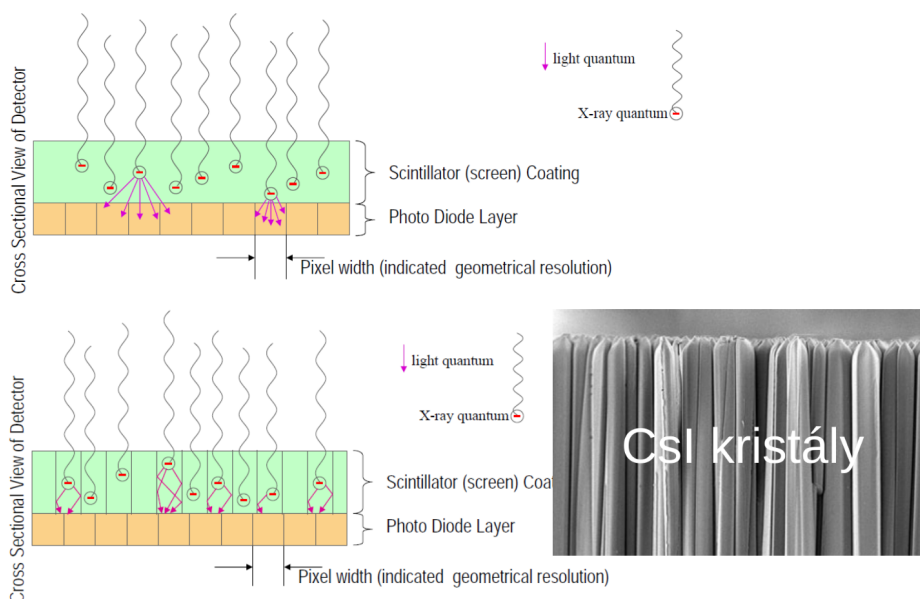 Cross Sectional View of Detector
light quantum
X-ray quantum
Scintillator (screen) Coating
Photo Diode Layer
Pixel width (indicated geometrical resolution)
Cross Sectional View of Detector
light quantum
X-ray quantum
CsI kristály
Scintillator (screen) Coat
Photo Diode Layer
Pixel width (indicated geometrical resolution)